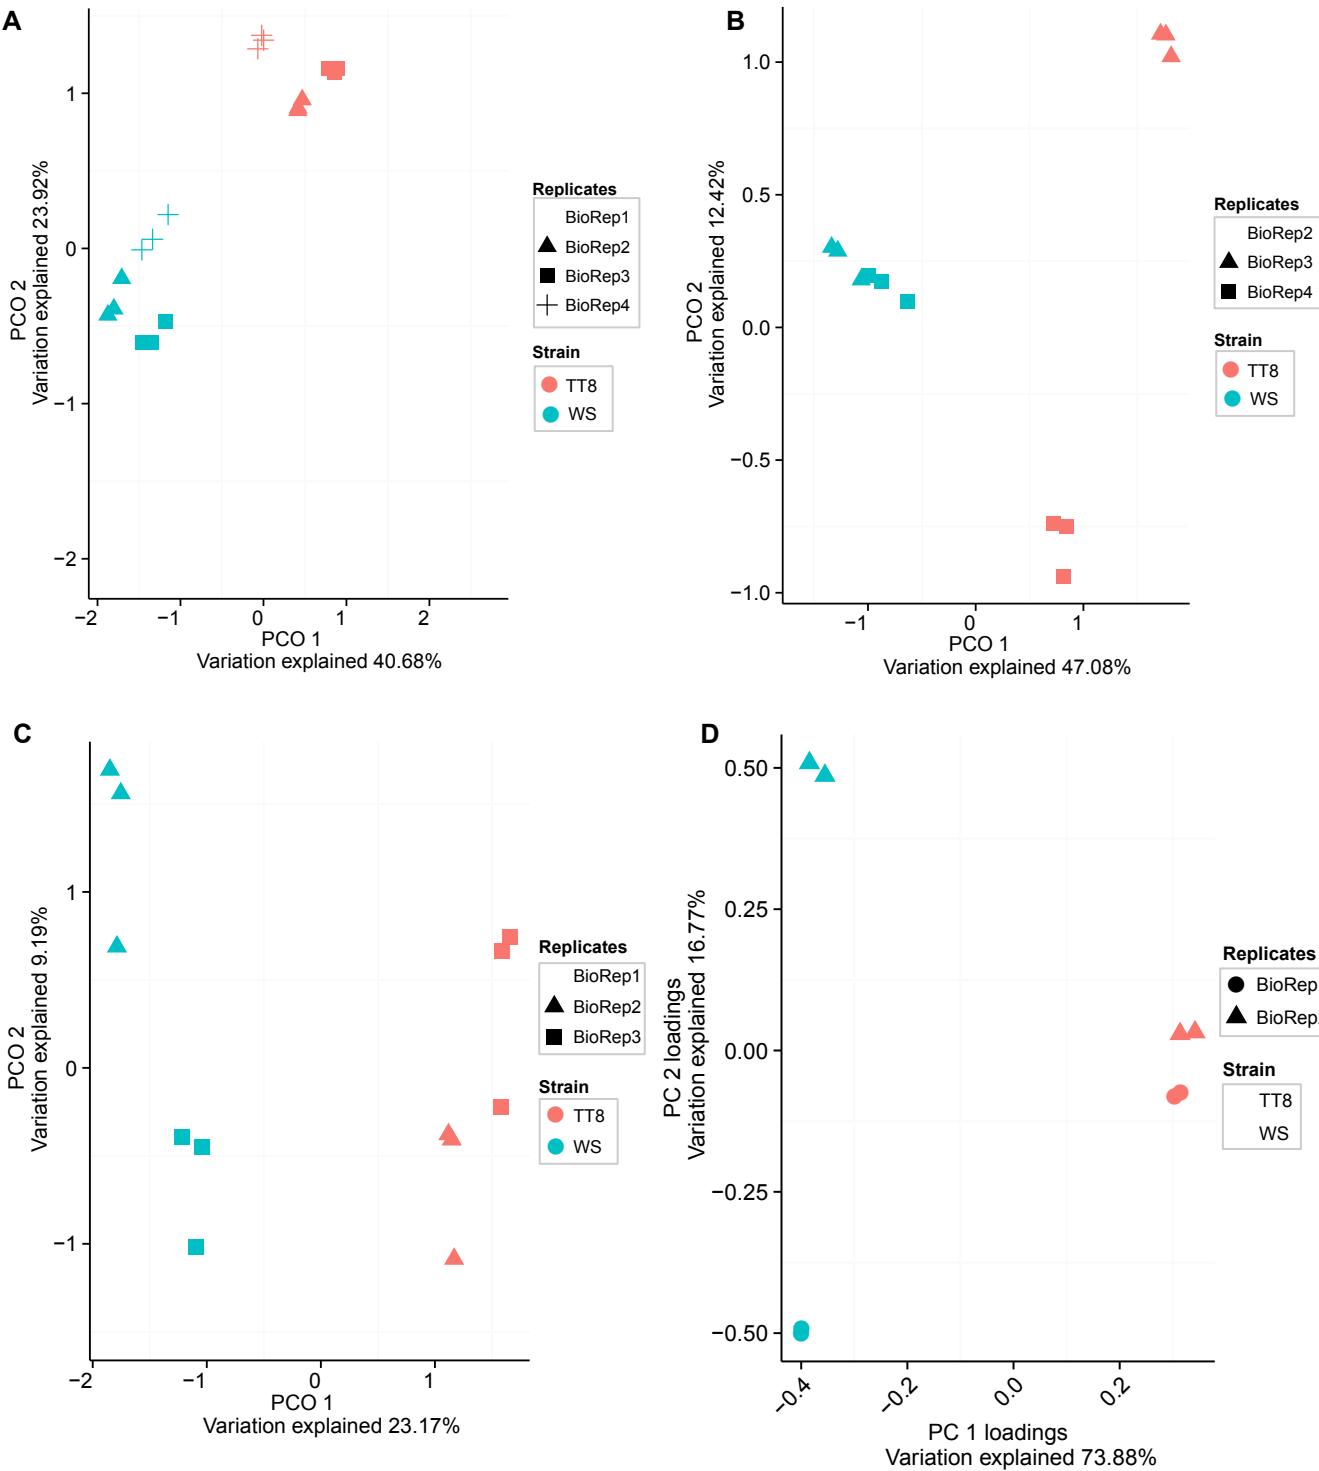 A
1
0
−1
−2
PCO 2
Variation explained 23.92%
−2
−1
0
1
2
PCO 1
Variation explained 40.68%
Replicates
BioRep1
BioRep2
BioRep3
BioRep4
Strain
TT8
WS
B
1.0
0.5
0.0
−0.5
−1.0
PCO 2
Variation explained 12.42%
−1
0
1
PCO 1
Variation explained 47.08%
Replicates
BioRep2
BioRep3
BioRep4
Strain
TT8
WS
C
1
0
−1
PCO 2
Variation explained 9.19%
−2
−1
0
1
PCO 1
Variation explained 23.17%
Replicates
BioRep1
BioRep2
BioRep3
Strain
TT8
WS
D
0.50
0.25
0.00
−0.25
−0.50
PC 2 loadings
Variation explained 16.77%
−0.4
−0.2
0.0
0.2
PC 1 loadings
Variation explained 73.88%
Replicates
BioRep
BioRep
Strain
TT8
WS